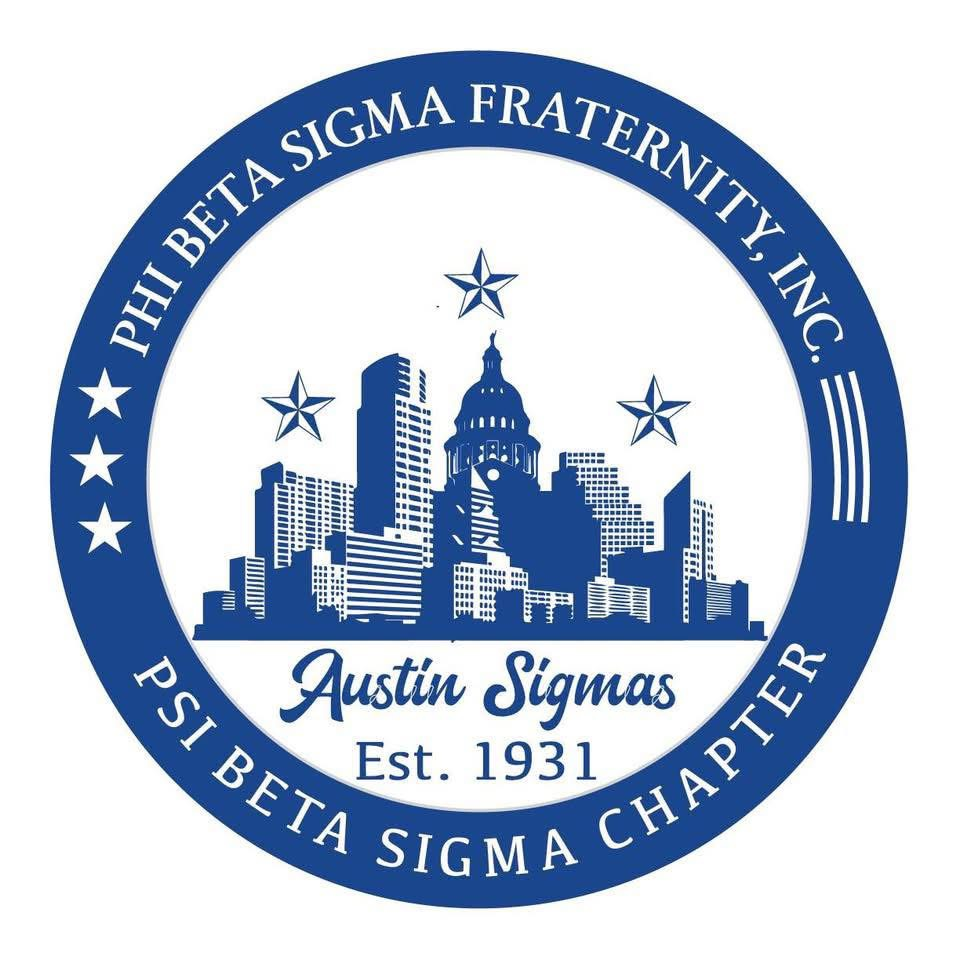 PHI BETA SIGMA FRATERNITY, INC.
Austin Sigmas
Est. 1931
PSI BETA SIGMA CHAPTER